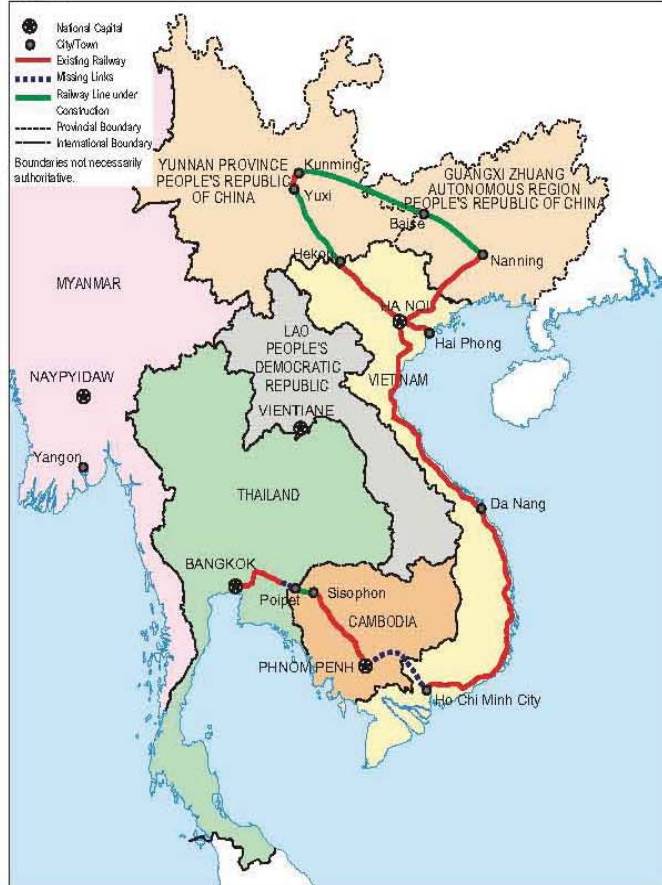 National Capital
City/Town
Existing Railway
Missing Links
Railway Line under
Construction
Provincial Boundary
International Boundary
Boundaries not necessarily
authoritative.
YUNNAN PROVINCE
PEOPLE'S REPUBLIC
OF CHINA
Kunming
Yuxi
GUANGXI ZHUANG
AUTONOMOUS REGION
PEOPLE'S REPUBLIC OF CHINA
Baise
Hekou
Nanning
MYANMAR
HA NOI
Hai Phong
LAO
PEOPLE'S
DEMOCRATIC
REPUBLIC
VIETNAM
NAYPYIDAW
VIENTIANE
Yangon
THAILAND
Da Nang
BANGKOK
Poipet
Sisophon
CAMBODIA
PHNOM PENH
Ho Chi Minh City